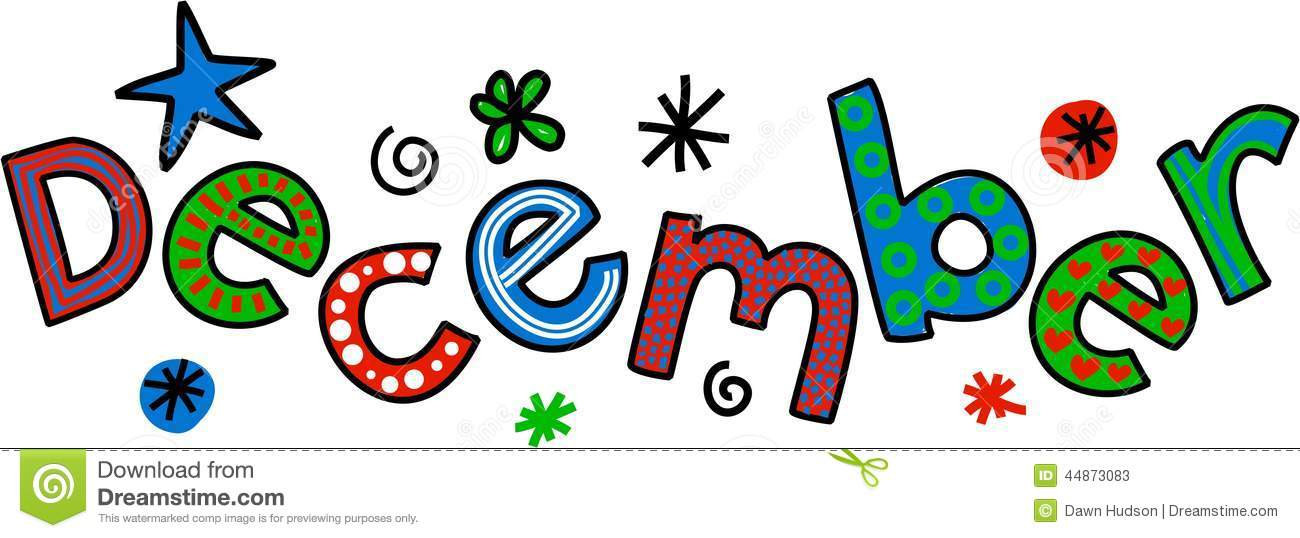 December
Download from
Dreamstime.com
This watermarked comp image is for previewing purposes only.
ID 44873083
© Dawn Hudson | Dreamstime.com